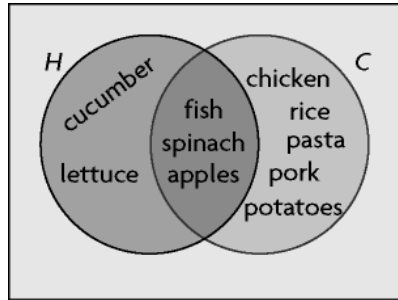 H
C
cucumber
lettuce
fish
spinach
apples
chicken
rice
pasta
pork
potatoes